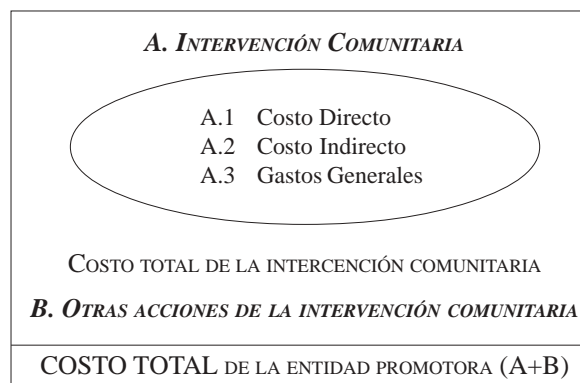 A. INTERVENCIÓN COMUNITARIA
A.1 Costo Directo
A.2 Costo Indirecto
A.3 Gastos Generales
COSTO TOTAL DE LA INTERCENCIÓN COMUNITARIA
B. OTRAS ACCIONES DE LA INTERVENCIÓN COMUNITARIA
COSTO TOTAL DE LA ENTIDAD PROMOTORA (A+B)